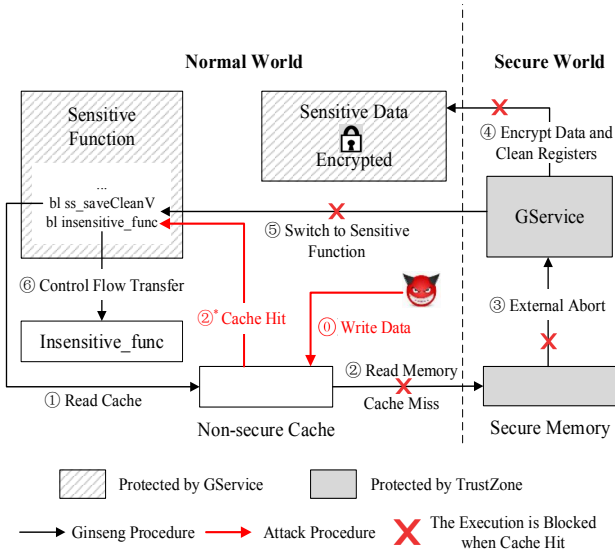 Normal World
Secure World
Sensitive
Function
Sensitive Data
Encrypted
④ Encrypt Data and
Clean Registers
...
bl ss_saveCleanV
bl insensitive_func
GService
⑤ Switch to Sensitive
Function
⑥ Control Flow Transfer
②* Cache Hit
⓪ Write Data
③ External Abort
Insensitive_func
① Read Cache
② Read Memory
Cache Miss
Non-secure Cache
Secure Memory
Protected by GService
Protected by TrustZone
Ginseng Procedure
Attack Procedure
The Execution is Blocked
when Cache Hit